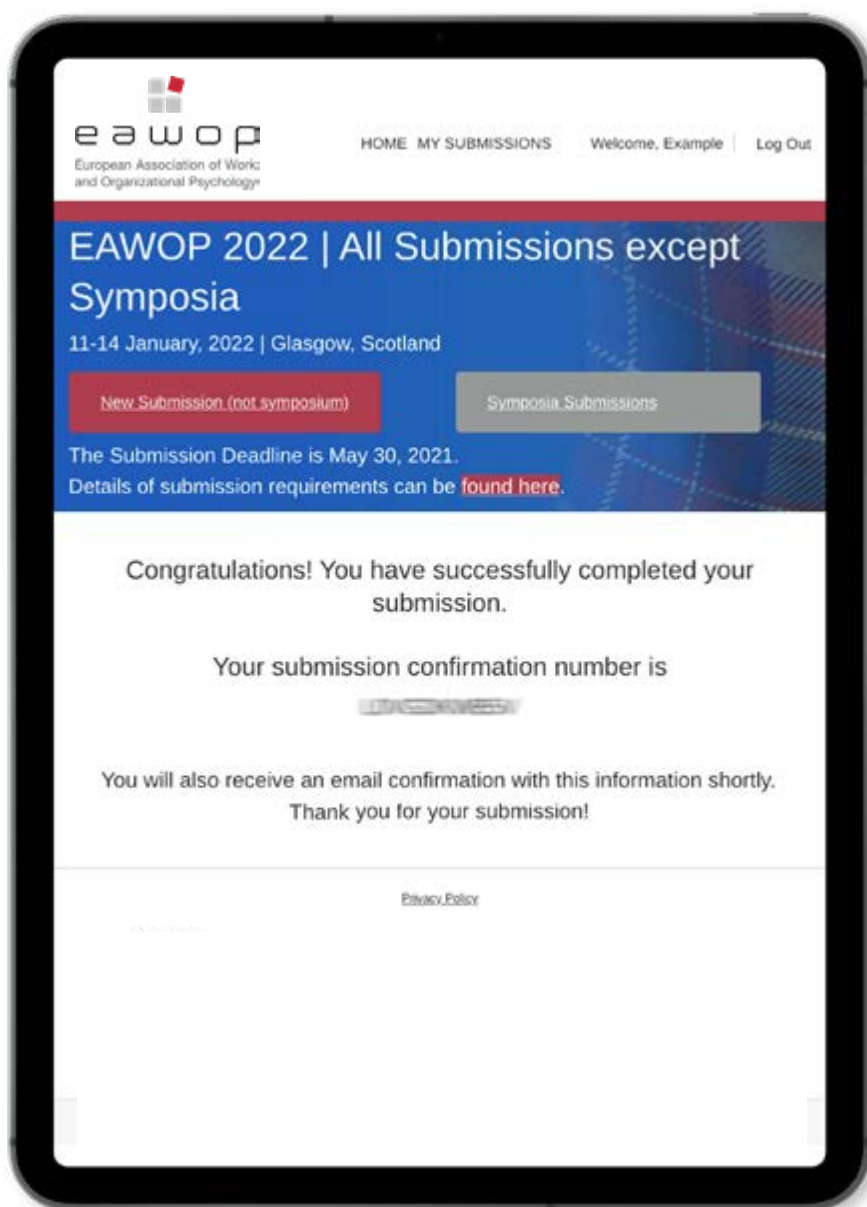 eawop
European Association of Work
and Organizational Psychology
HOME MY SUBMISSIONS Welcome, Example Log Out
EAWOP 2022 | All Submissions except
Symposia
11-14 January, 2022 | Glasgow, Scotland
New Submission (not symposium) Symposia Submissions
The Submission Deadline is May 30, 2021.
Details of submission requirements can be found here.
Congratulations! You have successfully completed your
submission.
Your submission confirmation number is
You will also receive an email confirmation with this information shortly.
Thank you for your submission!
Privacy Policy